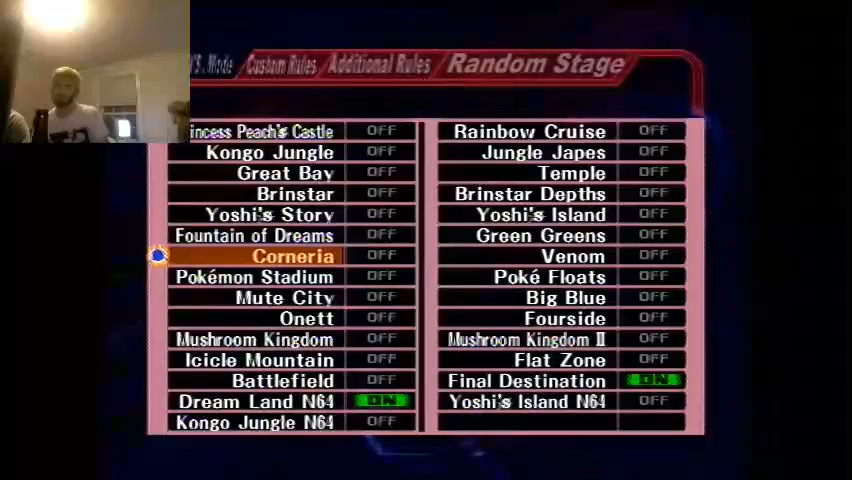 . Mode Custom Rules Additional Rules Random Stage
rincess Peach's Castle OFF Rainbow Cruise OFF
Kongo Jungle OFF Jungle Japes OFF
Great Bay OFF Temple OFF
Brinstar OFF Brinstar Depths OFF
Yoshi's Story OFF Yoshi's Island OFF
Fountain of Dreams OFF Green Greens OFF
Corneria OFF Venom OFF
Pokémon Stadium OFF Poké Floats OFF
Mute City OFF Big Blue OFF
Onett OFF Fourside OFF
Mushroom Kingdom OFF Mushroom Kingdom II OFF
Icicle Mountain OFF Flat Zone OFF
Battlefield OFF Final Destination ON
Dream Land N64 ON Yoshi's Island N64 OFF
Kongo Jungle N64 OFF